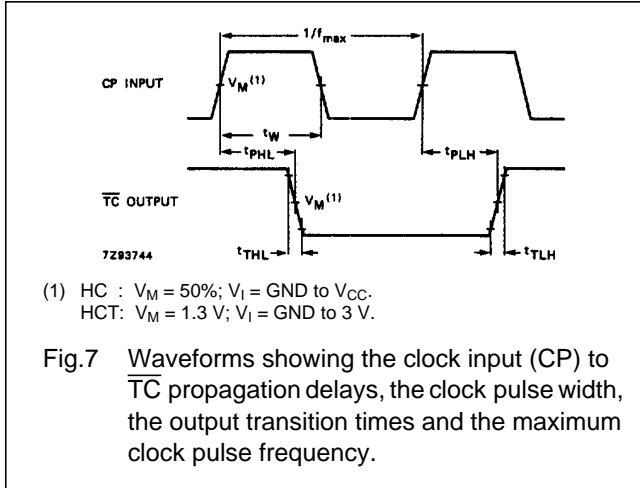 1/fmax
CP INPUT
VM(1)
tW
tPHL
tPLH
TC OUTPUT
VM(1)
7Z93744
tTHL
tTLH
(1) HC : VM = 50%; VI = GND to VCC.
HCT: VM = 1.3 V; VI = GND to 3 V.
Fig.7 Waveforms showing the clock input (CP) to
TC propagation delays, the clock pulse width,
the output transition times and the maximum
clock pulse frequency.